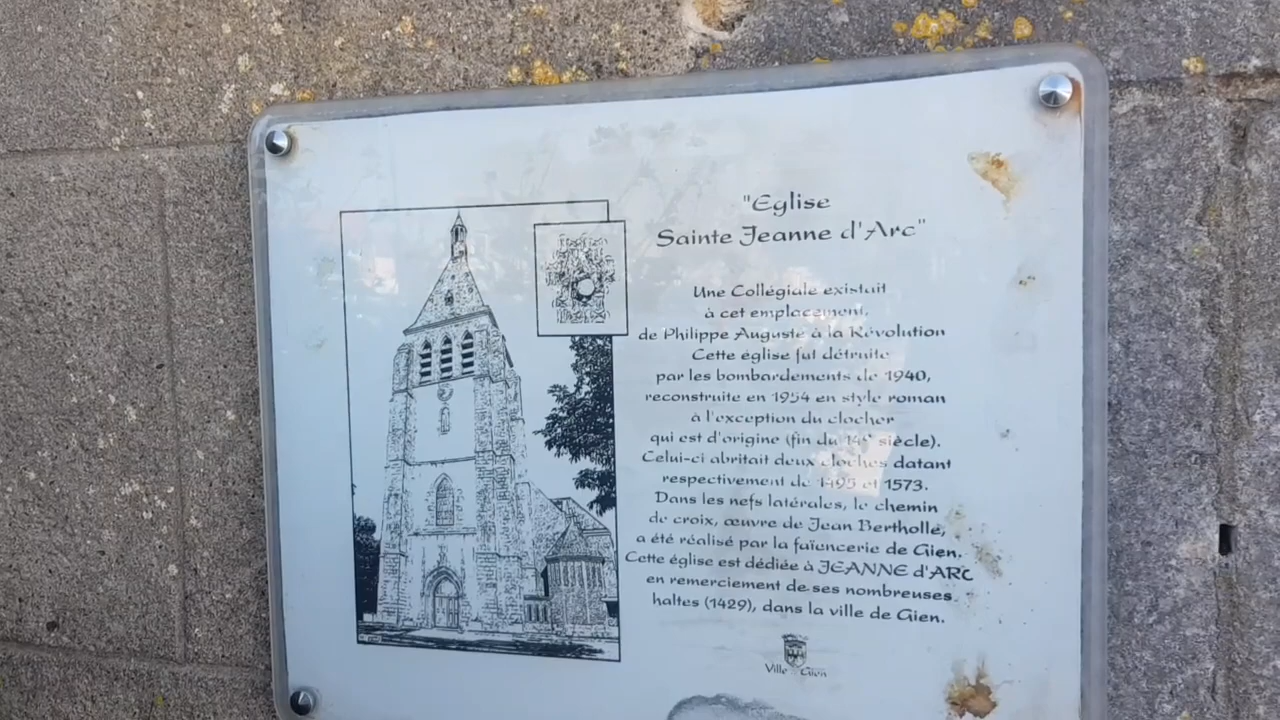 "Eglise
Sainte Jeanne d'Arc"
Une Collégiale existait
à cet emplacement,
de Philippe Auguste à la Révolution
Cette église fut détruite
par les bombardements de 1940,
reconstruite en 1954 en style roman
à l'exception du clocher
qui est d'origine (fin du 14e siècle).
Celui-ci abritait deux cloches datant
respectivement de 1495 et 1573.
Dans les nefs latérales, le chemin
de croix, œuvre de Jean Bertholle,
a été réalisé par la faïencerie de Gien.
Cette église est dédiée à JEANNE d'ARC
en remerciement de ses nombreuses
haltes (1429), dans la ville de Gien.
Ville de Gien